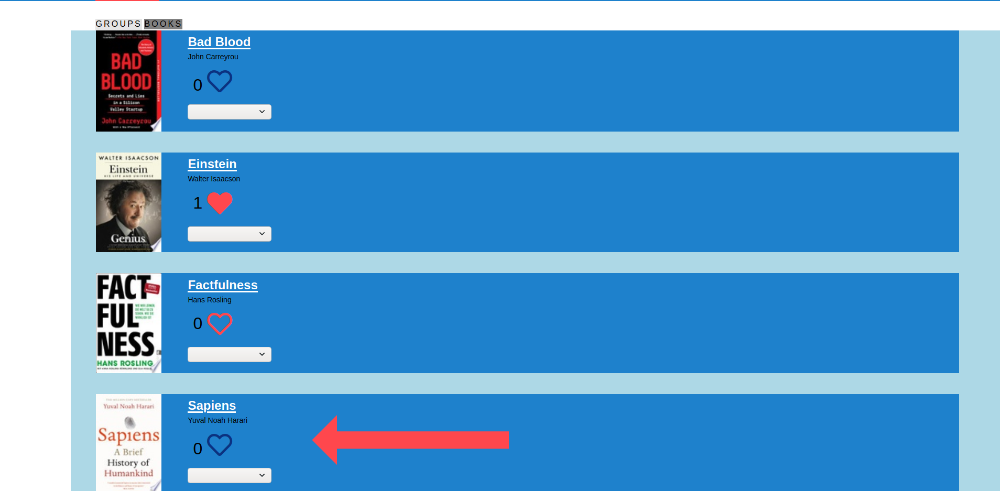 GROUPS BOOKS
BAD
BLOOD
Secrets and Lies
in a Silicon
Valley Startup
John Carreyrou
Bad Blood
John Carreyrou
0
WALTER ISAACSON
Einstein
HIS LIFE AND UNIVERSE
Genius
Einstein
Walter Isaacson
1
FACT
FUL
NESS
HANS ROSLING
Factfulness
Hans Rosling
0
Yuval Noah Harari
Sapiens
A Brief
History of
Humankind
Sapiens
Yuval Noah Harari
0